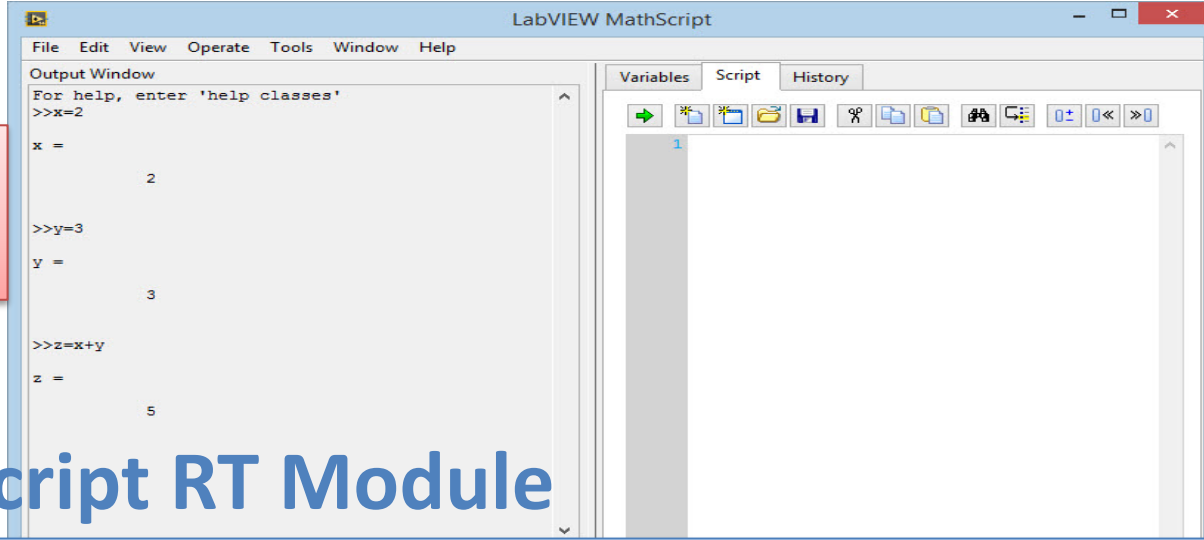 LabVIEW MathScript
File Edit View Operate Tools Window Help
Output Window
For help, enter 'help classes'
>>x=2
x =
2
>>y=3
y =
3
>>z=x+y
z =
5
Variables Script History
1
cript RT Module